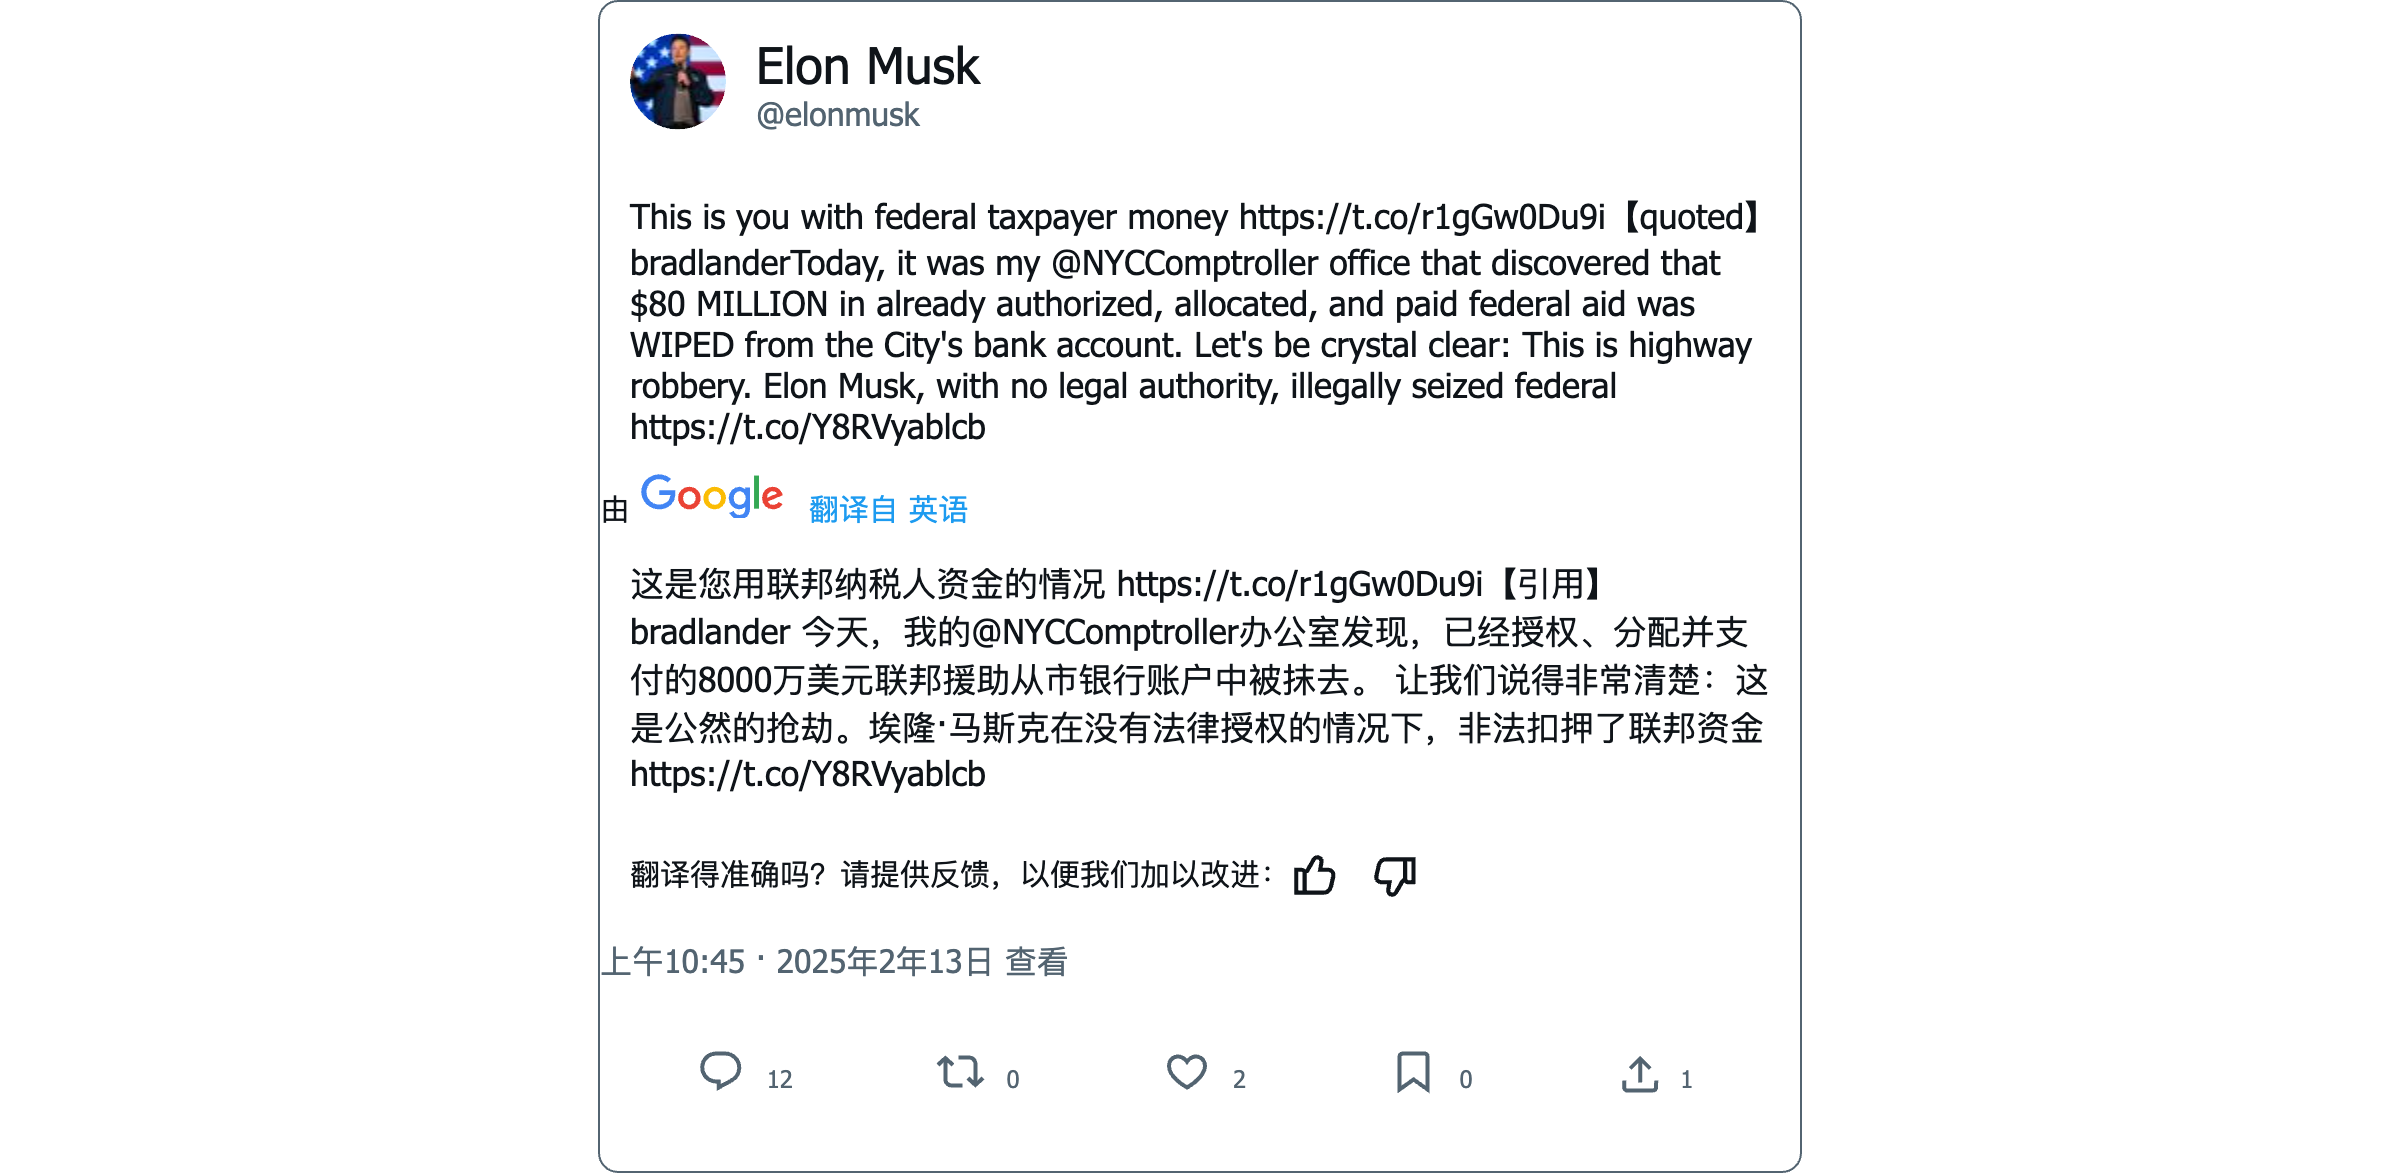 Elon Musk
@elonmusk
This is you with federal taxpayer money https://t.co/r1gGw0Du9i【quoted】
bradlanderToday, it was my @NYCComptroller office that discovered that
$80 MILLION in already authorized, allocated, and paid federal aid was
WIPED from the City's bank account. Let's be crystal clear: This is highway
robbery. Elon Musk, with no legal authority, illegally seized federal
https://t.co/Y8RVyablcb
由 Google 翻译自 英语
这是您用联邦纳税人资金的情况 https://t.co/r1gGw0Du9i【引用】
bradlander 今天，我的@NYCComptroller办公室发现，已经授权、分配并支
付的8000万美元联邦援助从市银行账户中被抹去。 让我们说得非常清楚：这
是公然的抢劫。埃隆·马斯克在没有法律授权的情况下，非法扣押了联邦资金
https://t.co/Y8RVyablcb
翻译得准确吗？请提供反馈，以便我们加以改进：
上午10:45 · 2025年2年13日 查看
12 0 2 0 1